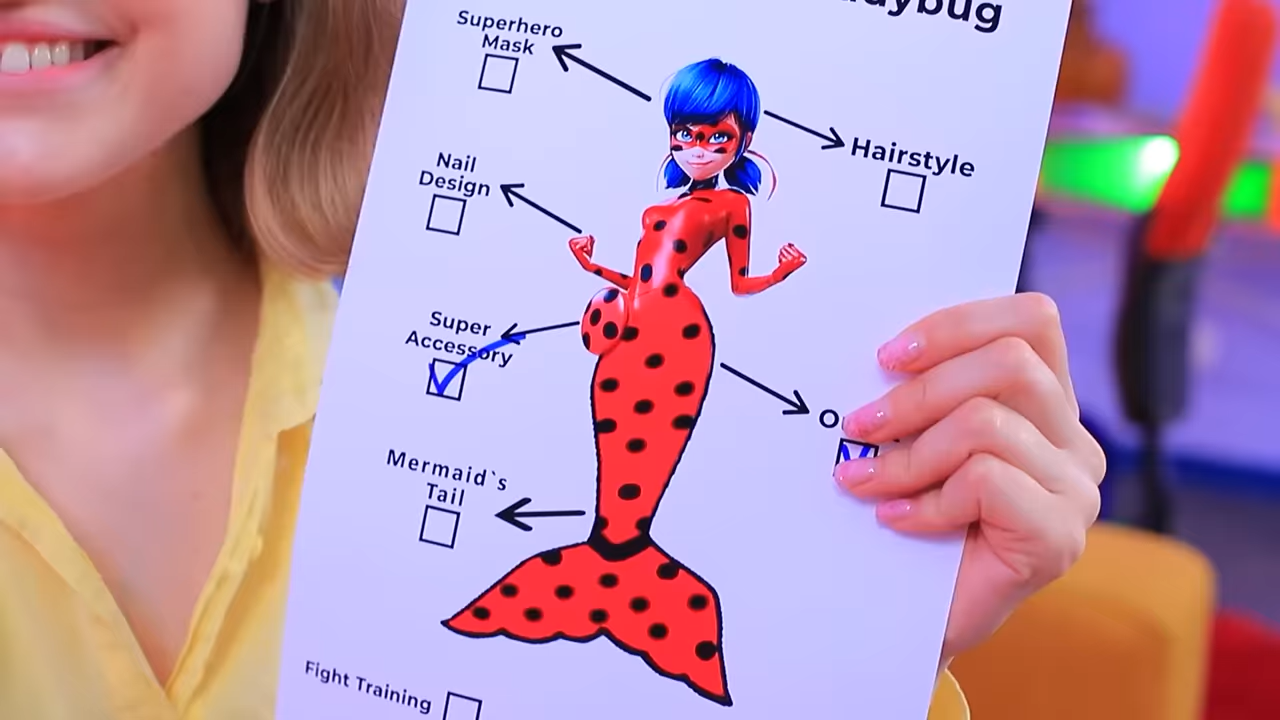 Superhero
Mask
Hairstyle
Nail
Design
Super
Accessory
Mermaid`s
Tail
Fight Training